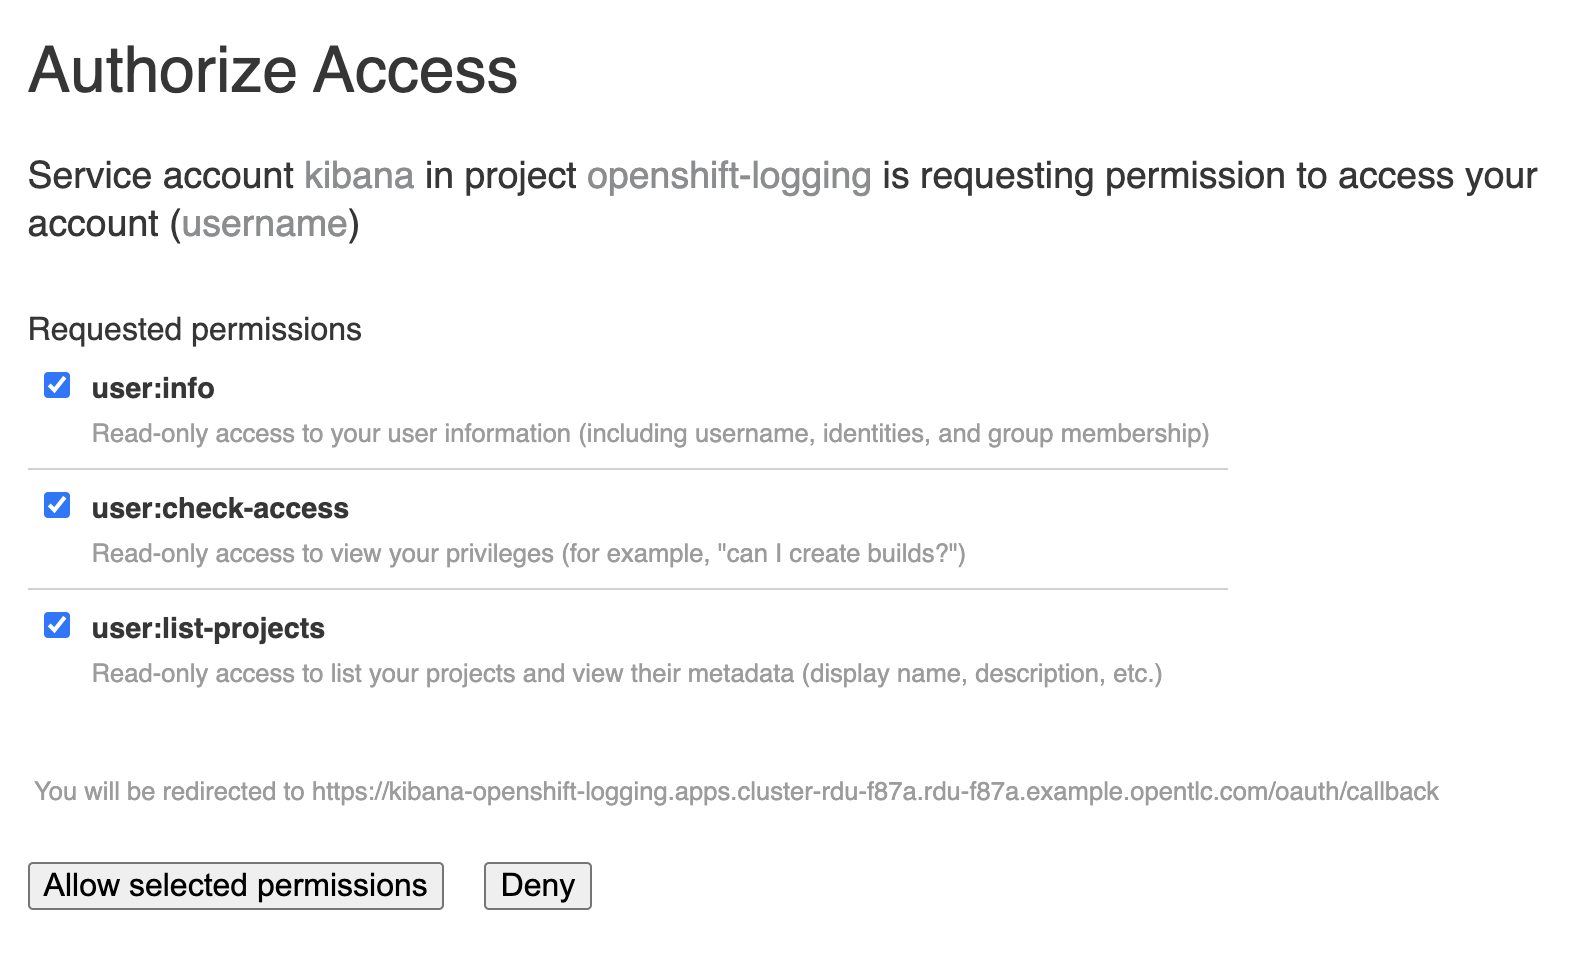 Authorize Access
Service account kibana in project openshift-logging is requesting permission to access your
account (username)
Requested permissions
user:info
Read-only access to your user information (including username, identities, and group membership)
user:check-access
Read-only access to view your privileges (for example, "can I create builds?")
user:list-projects
Read-only access to list your projects and view their metadata (display name, description, etc.)
You will be redirected to https://kibana-openshift-logging.apps.cluster-rdu-f87a.rdu-f87a.example.opentlc.com/oauth/callback
Allow selected permissions Deny